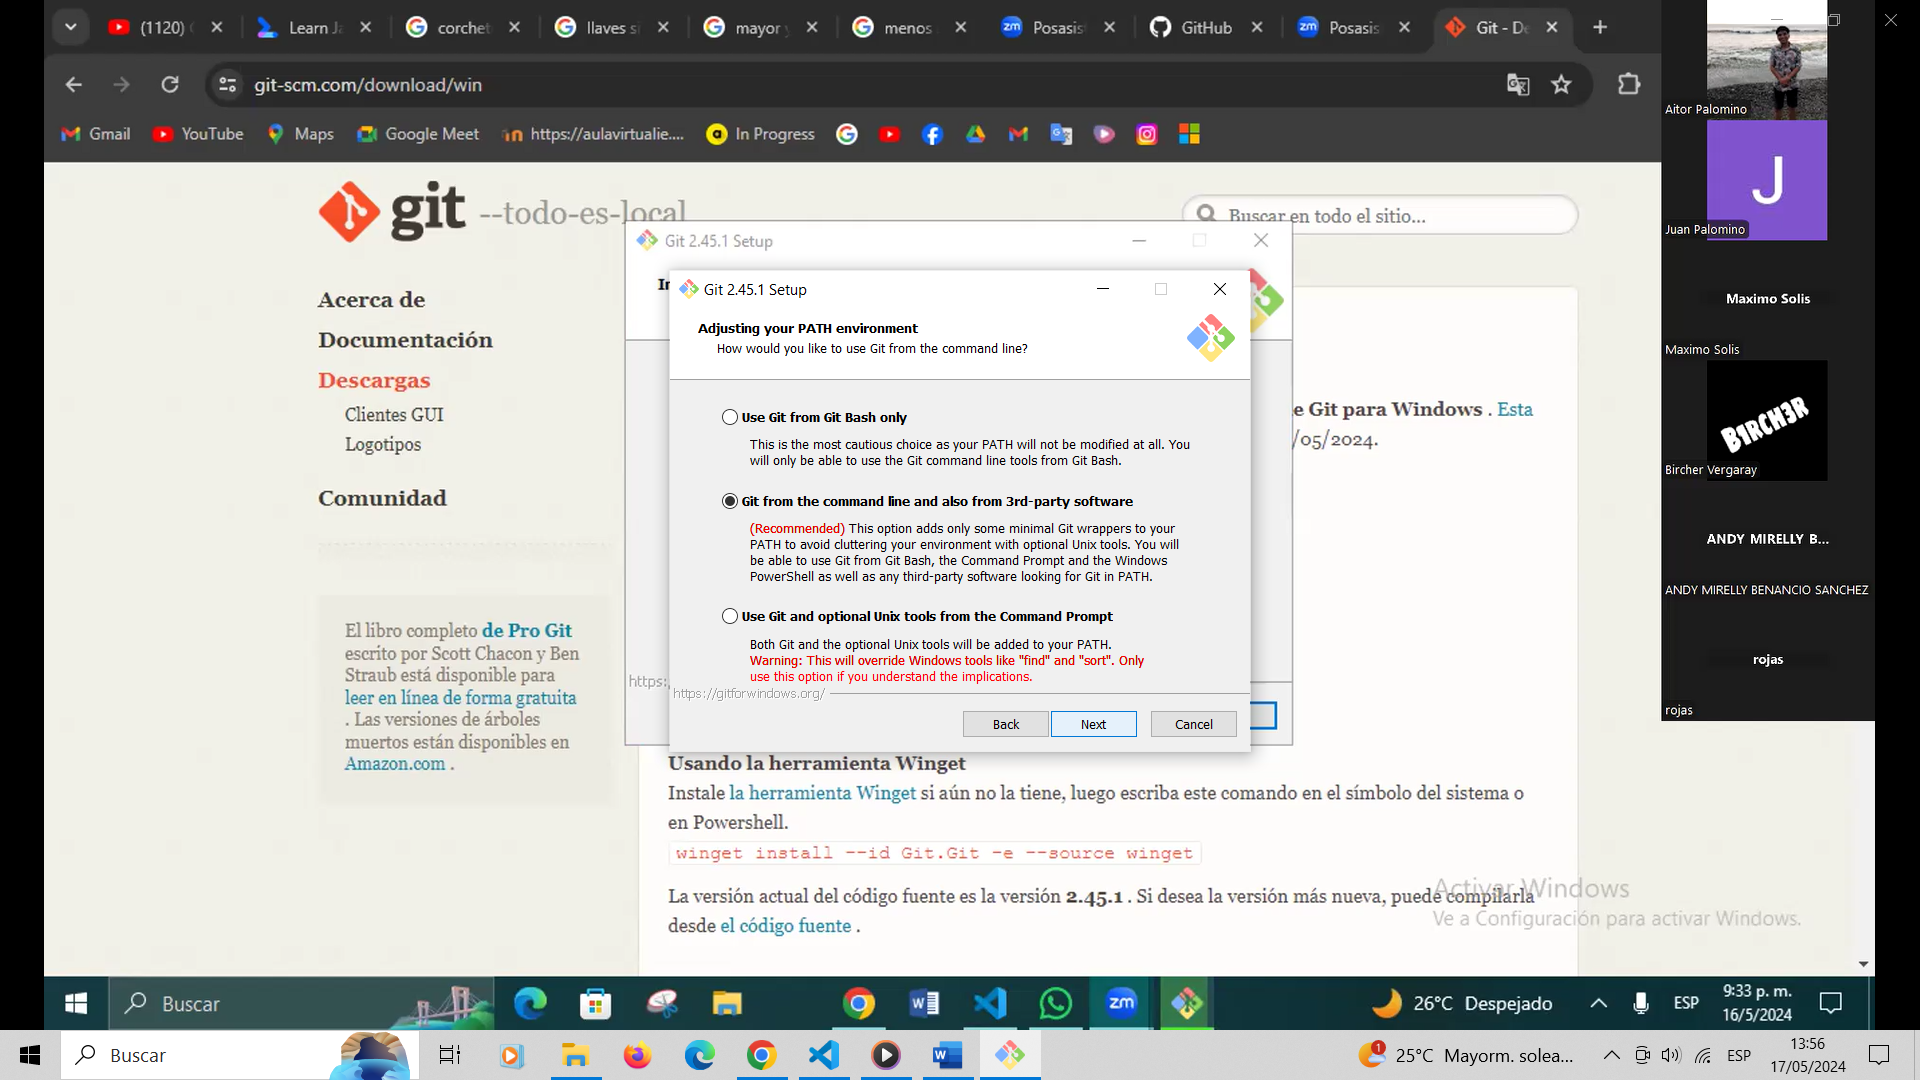 (1120)
Learn Ja
corchet
llaves si
mayor y
menos
Posasis
GitHub
Posasis
Git - De
git-scm.com/download/win
Gmail
YouTube
Maps
Google Meet
https://aulavirtualie....
In Progress
git --todo-es-local
Buscar en todo el sitio...
Acerca de
Documentación
Descargas
Clientes GUI
Logotipos
Comunidad
El libro completo de Pro Git
escrito por Scott Chacon y Ben
Straub está disponible para
leer en línea de forma gratuita
. Las versiones de árboles
muertos están disponibles en
Amazon.com .
Git 2.45.1 Setup
In
https:
Git 2.45.1 Setup
Adjusting your PATH environment
How would you like to use Git from the command line?
Use Git from Git Bash only
This is the most cautious choice as your PATH will not be modified at all. You
will only be able to use the Git command line tools from Git Bash.
Git from the command line and also from 3rd-party software
(Recommended) This option adds only some minimal Git wrappers to your
PATH to avoid cluttering your environment with optional Unix tools. You will
be able to use Git from Git Bash, the Command Prompt and the Windows
PowerShell as well as any third-party software looking for Git in PATH.
Use Git and optional Unix tools from the Command Prompt
Both Git and the optional Unix tools will be added to your PATH.
Warning: This will override Windows tools like "find" and "sort". Only
use this option if you understand the implications.
https://gitforwindows.org/
Back
Next
Cancel
e Git para Windows . Esta
/05/2024.
Usando la herramienta Winget
Instale la herramienta Winget si aún no la tiene, luego escriba este comando en el símbolo del sistema o
en Powershell.
winget install --id Git.Git -e --source winget
La versión actual del código fuente es la versión 2.45.1 . Si desea la versión más nueva, puede compilarla
desde el código fuente .
Activar Windows
Ve a Configuración para activar Windows.
Aitor Palomino
J
Juan Palomino
Maximo Solis
Maximo Solis
B1RCH3R
Bircher Vergaray
ANDY MIRELLY B...
ANDY MIRELLY BENANCIO SANCHEZ
rojas
rojas
Buscar
zm
26°C Despejado
ESP
9:33 p. m.
16/5/2024
Buscar
1
25°C Mayorm. solea...
ESP
13:56
17/05/2024